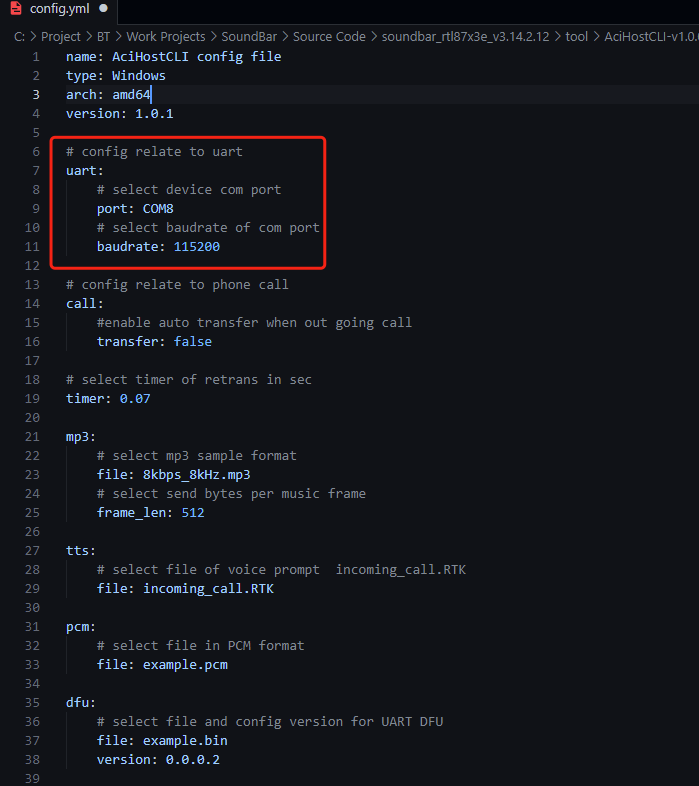 config.yml
C: > Project > BT > Work Projects > SoundBar > Source Code > soundbar_rtl87x3e_v3.14.2.12 > tool > AciHostCLI-v1.0.
1 name: AciHostCLI config file
2 type: Windows
3 arch: amd64
4 version: 1.0.1
5
6 # config relate to uart
7 uart:
8 # select device com port
9 port: COM8
10 # select baudrate of com port
11 baudrate: 115200
12
13 # config relate to phone call
14 call:
15 #enable auto transfer when out going call
16 transfer: false
17
18 # select timer of retrans in sec
19 timer: 0.07
20
21 mp3:
22 # select mp3 sample format
23 file: 8kbps_8kHz.mp3
24 # select send bytes per music frame
25 frame_len: 512
26
27 tts:
28 # select file of voice prompt  incoming_call.RTK
29 file: incoming_call.RTK
30
31 pcm:
32 # select file in PCM format
33 file: example.pcm
34
35 dfu:
36 # select file and config version for UART DFU
37 file: example.bin
38 version: 0.0.0.2
39